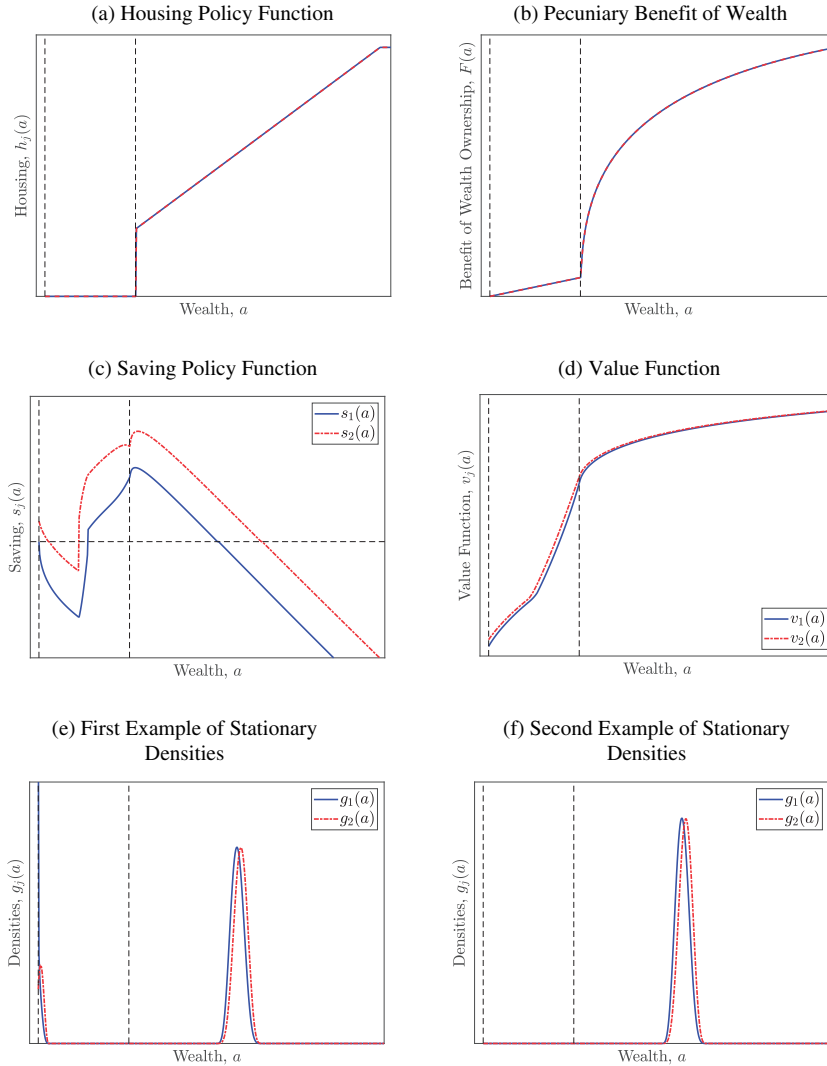 (a) Housing Policy Function
Housing, h_j(a)
Wealth, a
(b) Pecuniary Benefit of Wealth
Benefit of Wealth Ownership, F(a)
Wealth, a
(c) Saving Policy Function
Saving, s_j(a)
s_1(a)
s_2(a)
Wealth, a
(d) Value Function
Value Function, v_j(a)
v_1(a)
v_2(a)
Wealth, a
(e) First Example of Stationary
Densities
Densities, g_j(a)
g_1(a)
g_2(a)
Wealth, a
(f) Second Example of Stationary
Densities
Densities, g_j(a)
g_1(a)
g_2(a)
Wealth, a